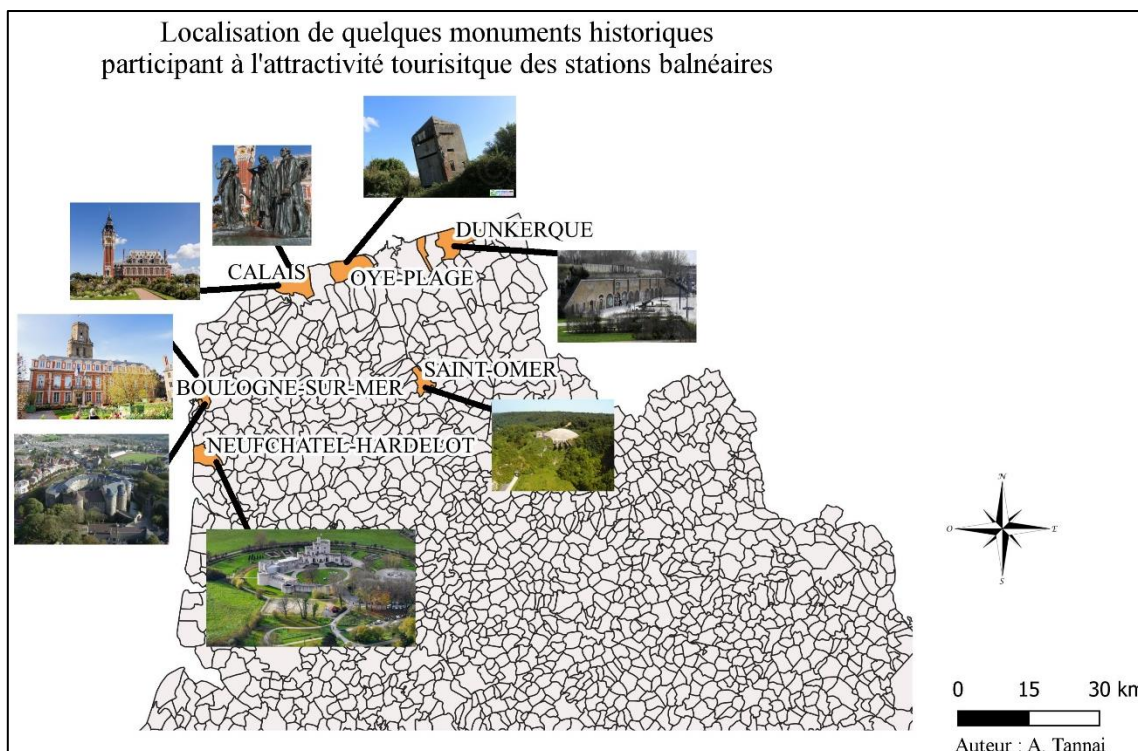 Localisation de quelques monuments historiques
participant à l'attractivité tourisitque des stations balnéaires
DUNKERQUE
CALAIS
OYE-PLAGE
SAINT-OMER
BOULOGNE-SUR-MER
NEUFCHATEL-HARDELOT
N
O
S
0 15 30 km
Auteur : A. Tannai